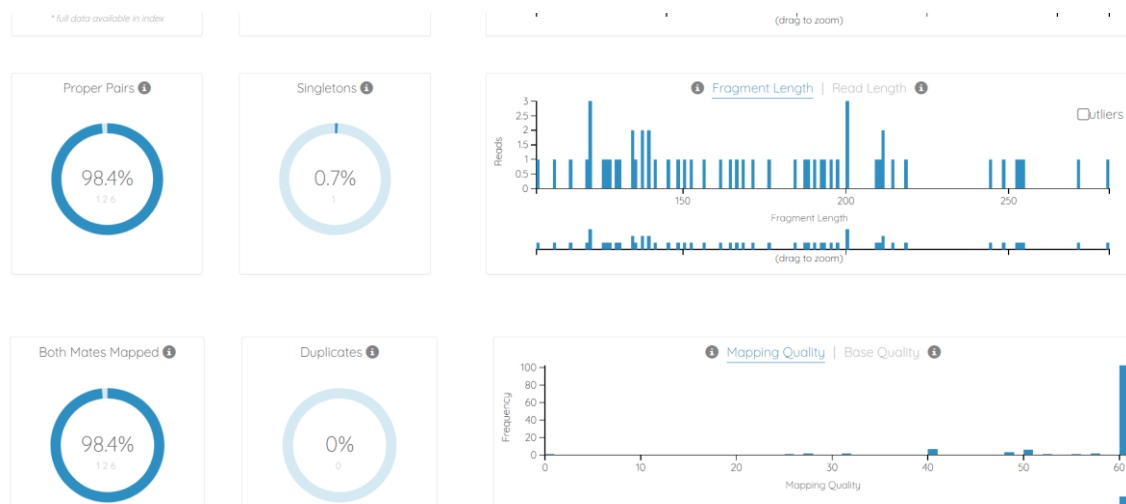 * full data available in index
(drag to zoom)
Proper Pairs
98.4%
126
Singletons
0.7%
1
Fragment Length | Read Length
Outliers
Reads
3
2.5
2
1.5
1
0.5
0
150
200
250
Fragment Length
(drag to zoom)
Both Mates Mapped
98.4%
126
Duplicates
0%
0
Mapping Quality | Base Quality
Frequency
100
80
60
40
20
0
0
10
20
30
40
50
60
Mapping Quality